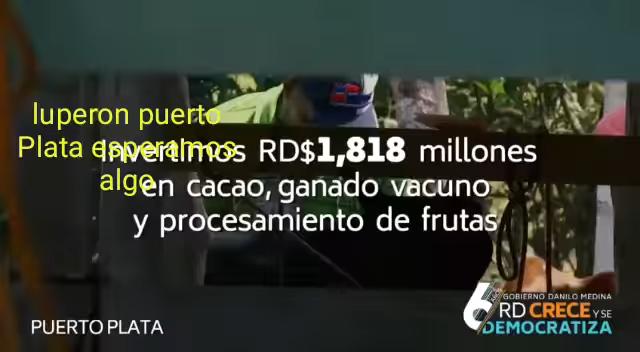 luperon puerto
Plata esperamos
algo
Invertimos RD$1,818 millones
en cacao, ganado vacuno
y procesamiento de frutas
PUERTO PLATA
6
GOBIERNO DANILO MEDINA
RD CRECE Y SE
DEMOCRATIZA